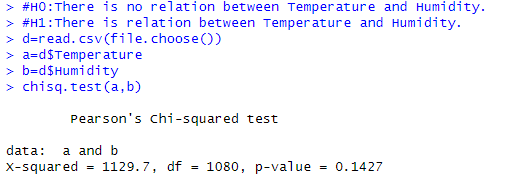 > #H0:There is no relation between Temperature and Humidity.
> #H1:There is relation between Temperature and Humidity.
> d=read.csv(file.choose())
> a=d$Temperature
> b=d$Humidity
> chisq.test(a,b)
Pearson's Chi-squared test
data:  a and b
X-squared = 1129.7, df = 1080, p-value = 0.1427